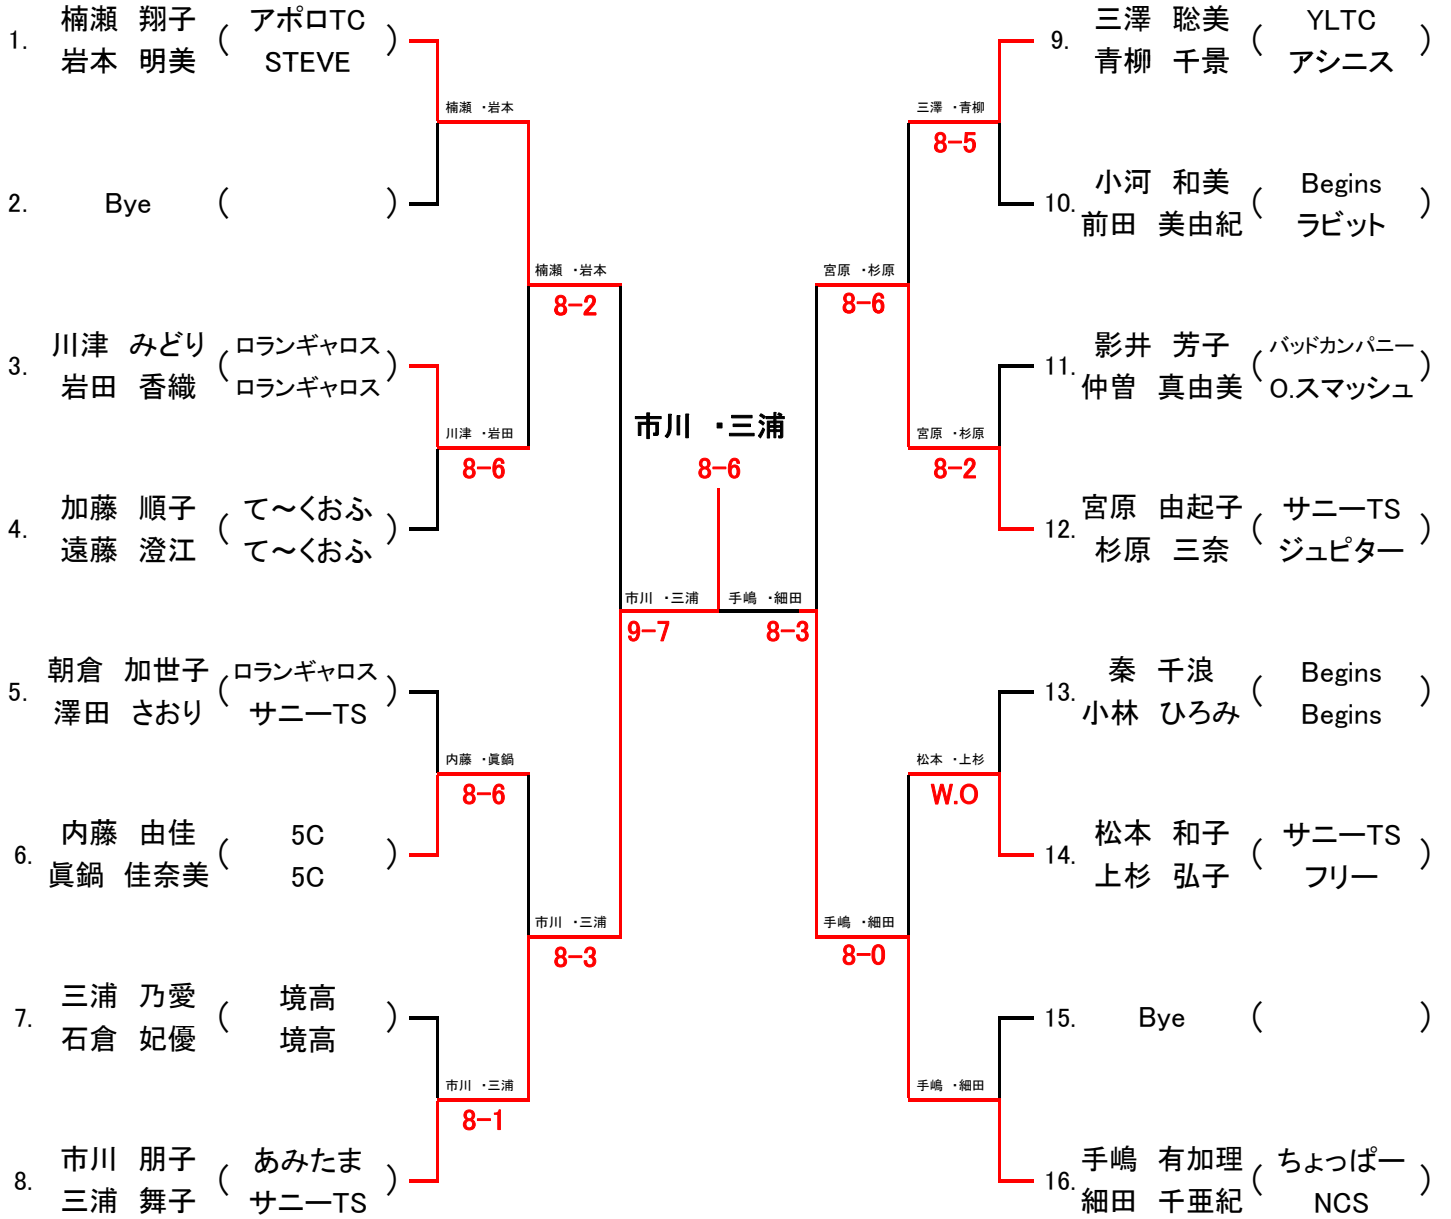 1. 楠瀬 翔子 ( アポロTC )
岩本 明美 STEVE
2. Bye ( )
3. 川津 みどり ( ロランギャロス )
岩田 香織 ロランギャロス
4. 加藤 順子 ( て～くおふ )
遠藤 澄江 て～くおふ
5. 朝倉 加世子 ( ロランギャロス )
澤田 さおり サニーTS
6. 内藤 由佳 ( 5C )
眞鍋 佳奈美 5C
7. 三浦 乃愛 ( 境高 )
石倉 妃優 境高
8. 市川 朋子 ( あみたま )
三浦 舞子 サニーTS
楠瀬 ・岩本
川津 ・岩田
8-6
内藤 ・眞鍋
8-6
市川 ・三浦
8-1
楠瀬 ・岩本
8-2
市川 ・三浦
8-3
市川 ・三浦
9-7
市川 ・三浦
8-6
手嶋 ・細田
8-3
宮原 ・杉原
8-6
手嶋 ・細田
8-0
三澤 ・青柳
8-5
宮原 ・杉原
8-2
松本 ・上杉
W.O
手嶋 ・細田
9. 三澤 聡美 ( YLTC )
青柳 千景 アシニス
10. 小河 和美 ( Begins )
前田 美由紀 ラビット
11. 影井 芳子 ( バッドカンパニー )
仲曽 真由美 O.スマッシュ
12. 宮原 由起子 ( サニーTS )
杉原 三奈 ジュピター
13. 秦 千浪 ( Begins )
小林 ひろみ Begins
14. 松本 和子 ( サニーTS )
上杉 弘子 フリー
15. Bye ( )
16. 手嶋 有加理 ( ちょっぱー )
細田 千亜紀 NCS